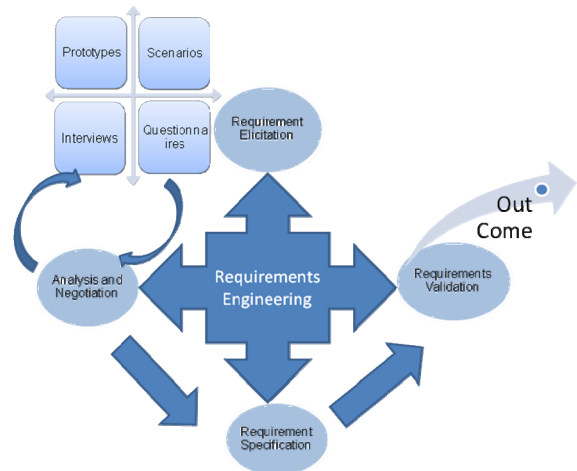 Prototypes
Scenarios
Interviews
Questionna
ires
Requirement
Elicitation
Out
Come
Analysis and
Negotiation
Requirements
Engineering
Requirements
Validation
Requirement
Specification